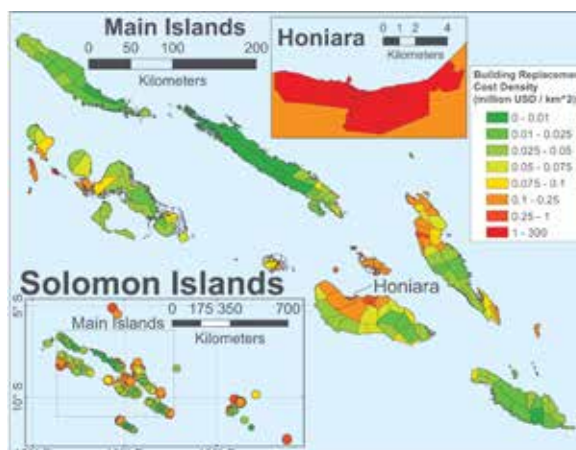 Main Islands
0 50 100 200
Kilometers
Honiara
0 1 2 4
Kilometers
Building Replacement
Cost Density
(million USD / km^2)
0 - 0.01
0.01 - 0.025
0.025 - 0.05
0.05 - 0.075
0.075 - 0.1
0.1 - 0.25
0.25 - 1
1 - 300
Honiara
Solomon Islands
0 175 350 700
Kilometers
Main Islands
5°S
10°S